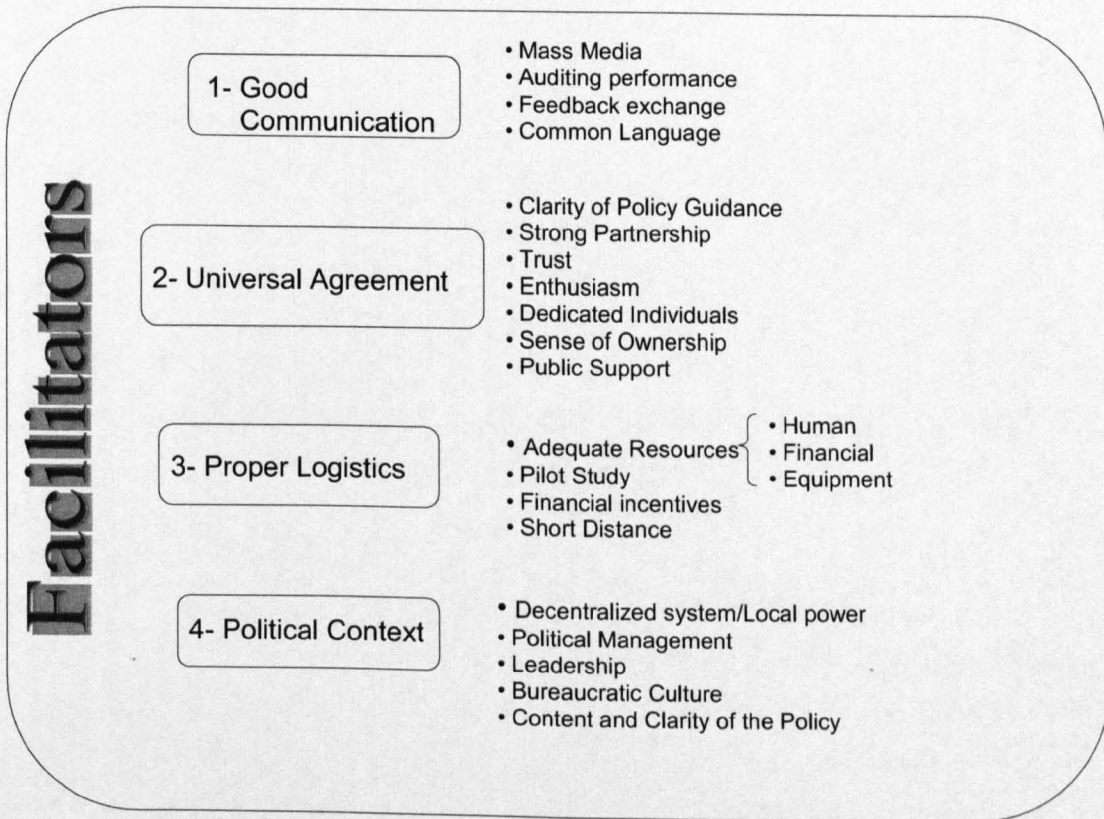 Facilitators
1- Good
Communication
• Mass Media
• Auditing performance
• Feedback exchange
• Common Language
2- Universal Agreement
• Clarity of Policy Guidance
• Strong Partnership
• Trust
• Enthusiasm
• Dedicated Individuals
• Sense of Ownership
• Public Support
3- Proper Logistics
• Adequate Resources
• Pilot Study
• Financial incentives
• Short Distance
• Human
• Financial
• Equipment
4- Political Context
• Decentralized system/Local power
• Political Management
• Leadership
• Bureaucratic Culture
• Content and Clarity of the Policy